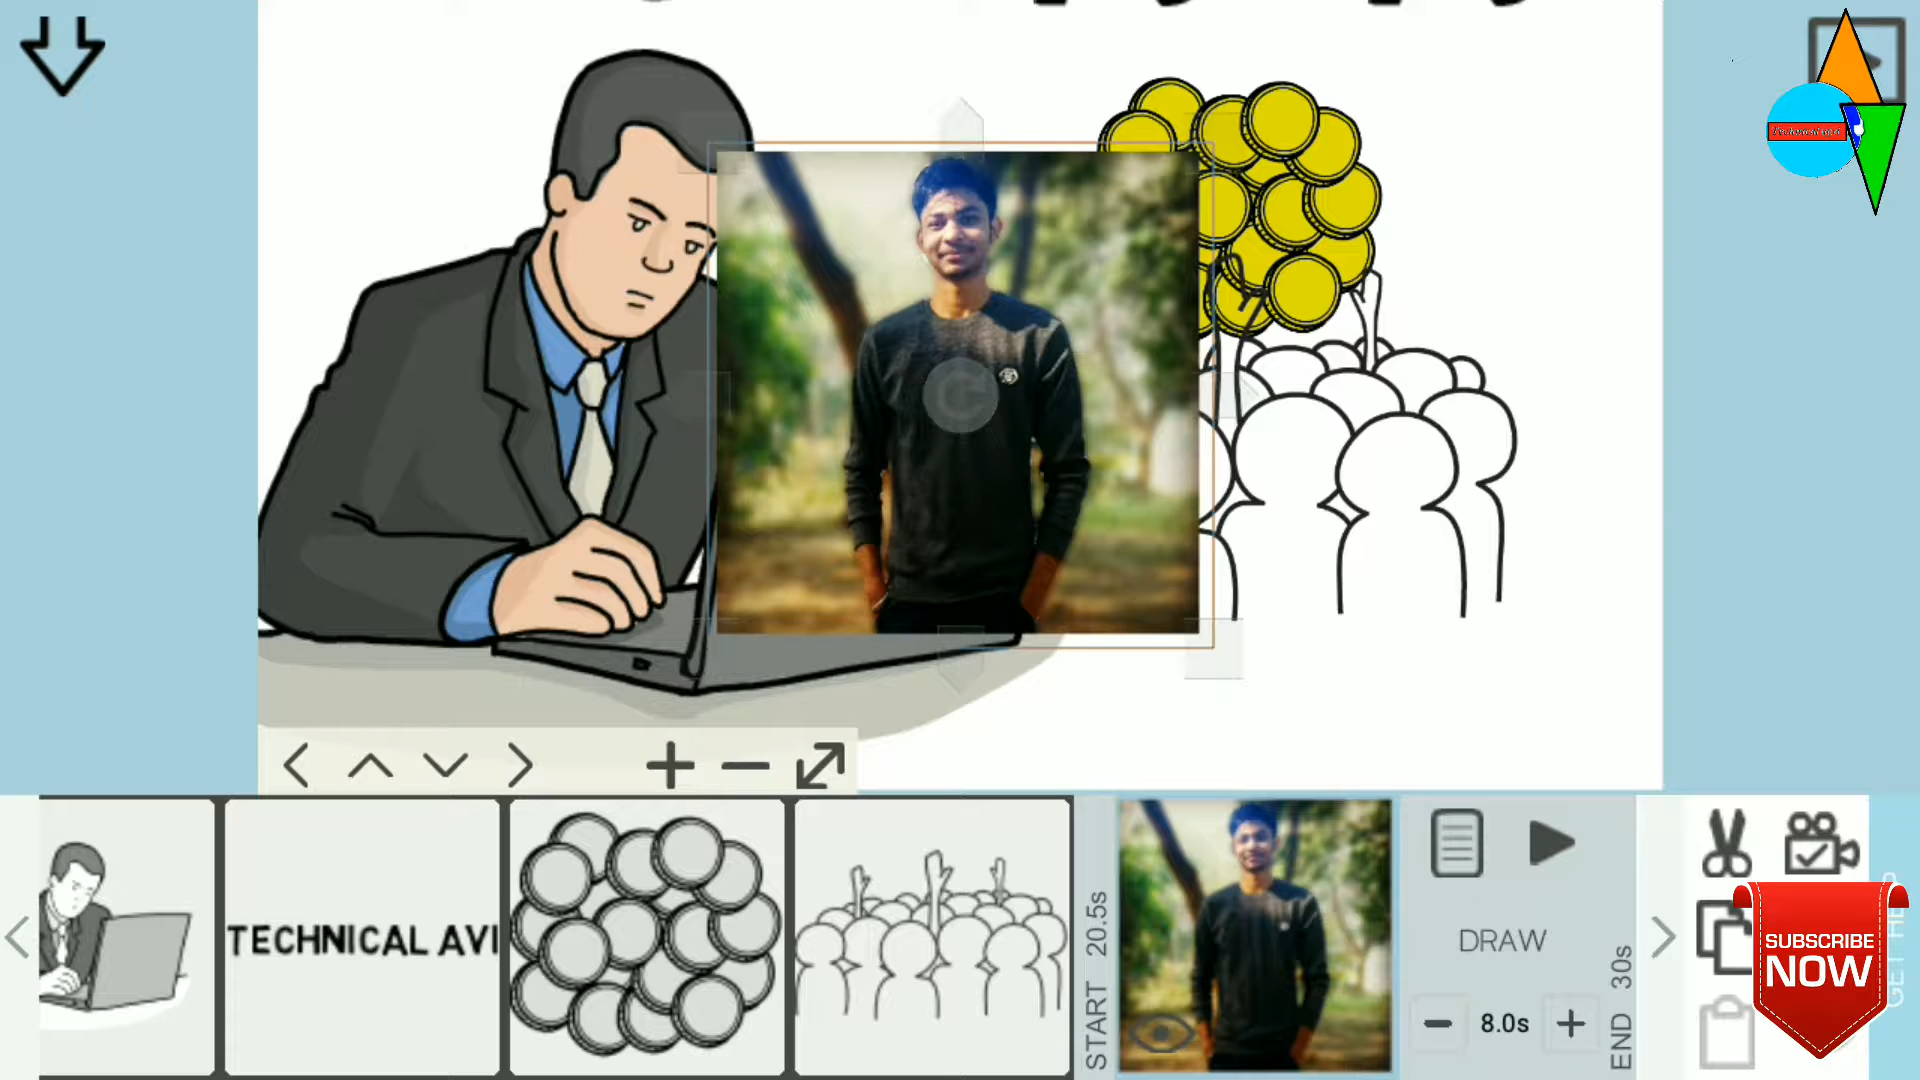 C
TECHNICAL AVI
START 20.5s
DRAW
8.0s
END 30s
SUBSCRIBE
NOW